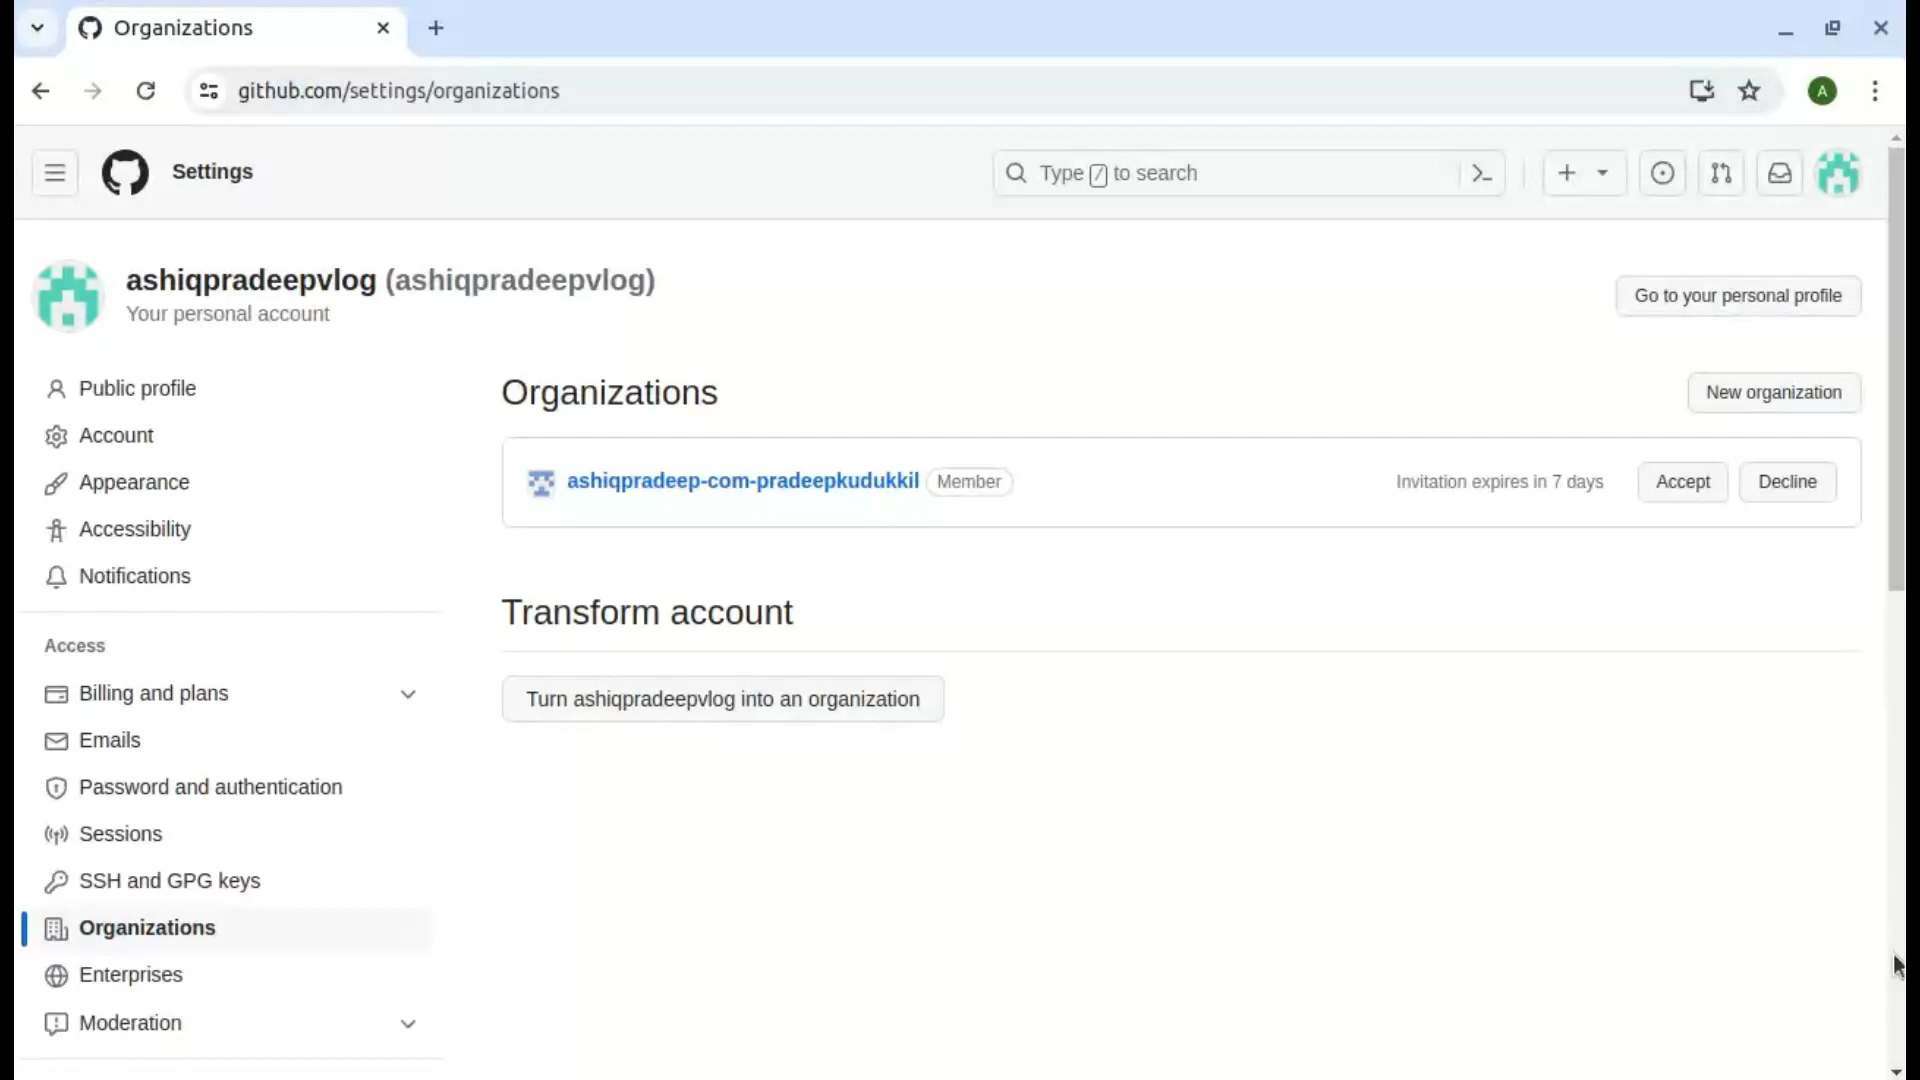 Organizations
github.com/settings/organizations
A
Settings
Type / to search
ashiqpradeepvlog (ashiqpradeepvlog)
Your personal account
Go to your personal profile
Public profile
Account
Appearance
Accessibility
Notifications
Access
Billing and plans
Emails
Password and authentication
Sessions
SSH and GPG keys
Organizations
Enterprises
Moderation
Organizations
New organization
ashiqpradeep-com-pradeepkudukkil Member Invitation expires in 7 days Accept Decline
Transform account
Turn ashiqpradeepvlog into an organization